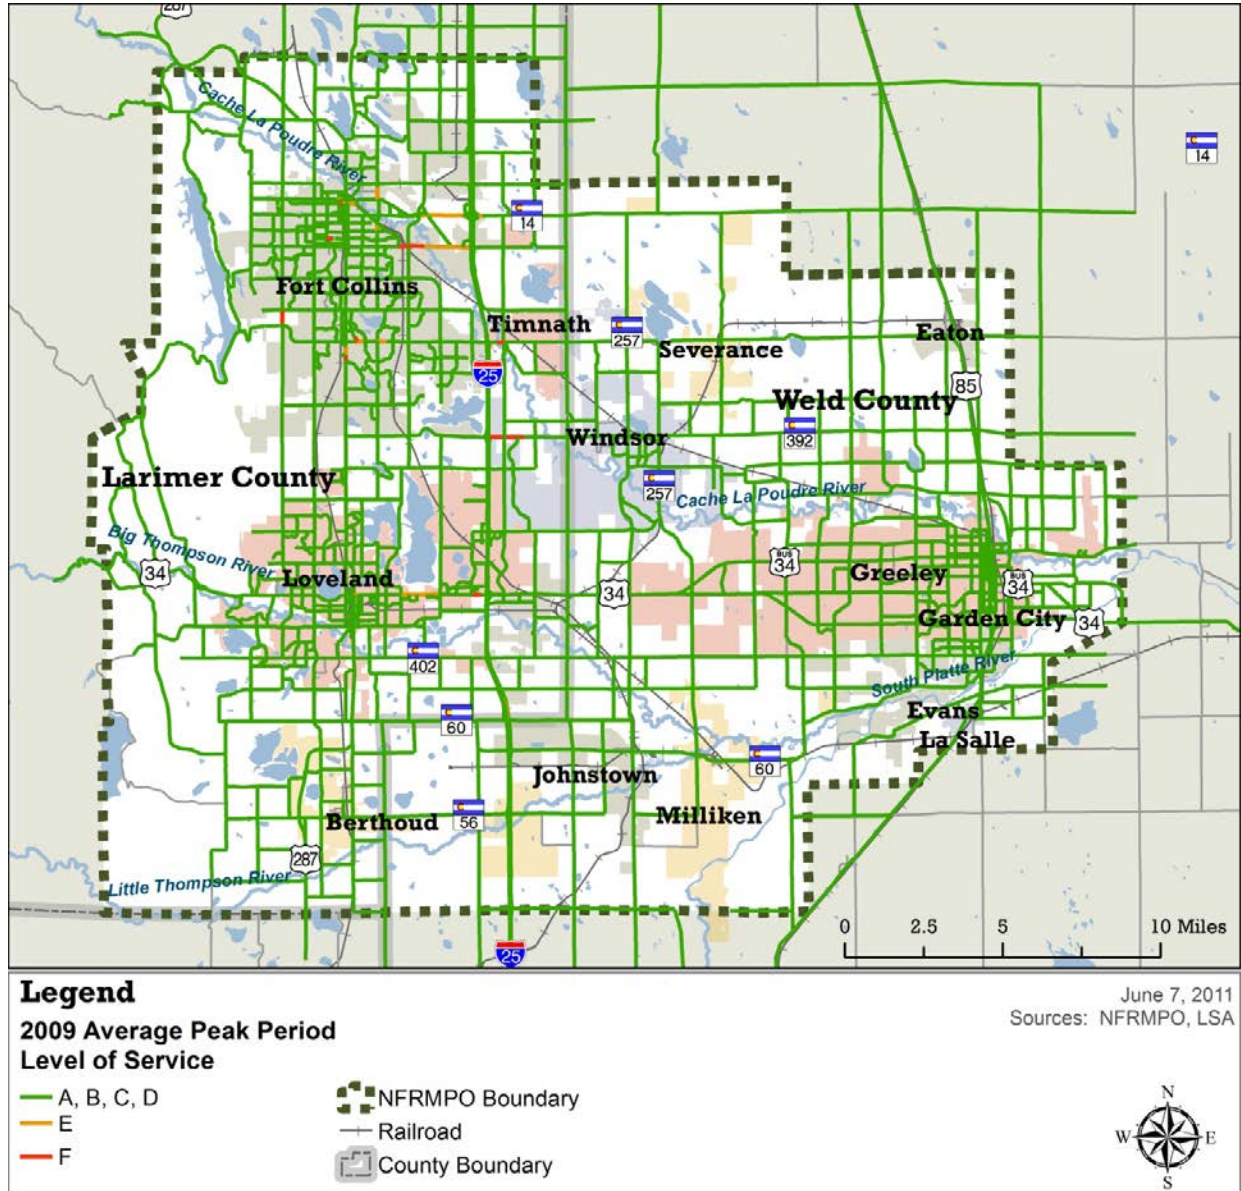 287
Cache La Poudre River
14
14
Fort Collins
Timnath
257
Severance
Eaton
25
85
Weld County
392
Windsor
Larimer County
257
Cache La Poudre River
Big Thompson River
34
Loveland
34
BUS
34
Greeley
BUS
34
Garden City
34
402
South Platte River
Evans
60
La Salle
60
Johnstown
Berthoud
56
Milliken
287
Little Thompson River
0 2.5 5 10 Miles
25
Legend
June 7, 2011
Sources: NFRMPO, LSA
2009 Average Peak Period
Level of Service
A, B, C, D
E
F
NFRMPO Boundary
Railroad
County Boundary
N
W E
S